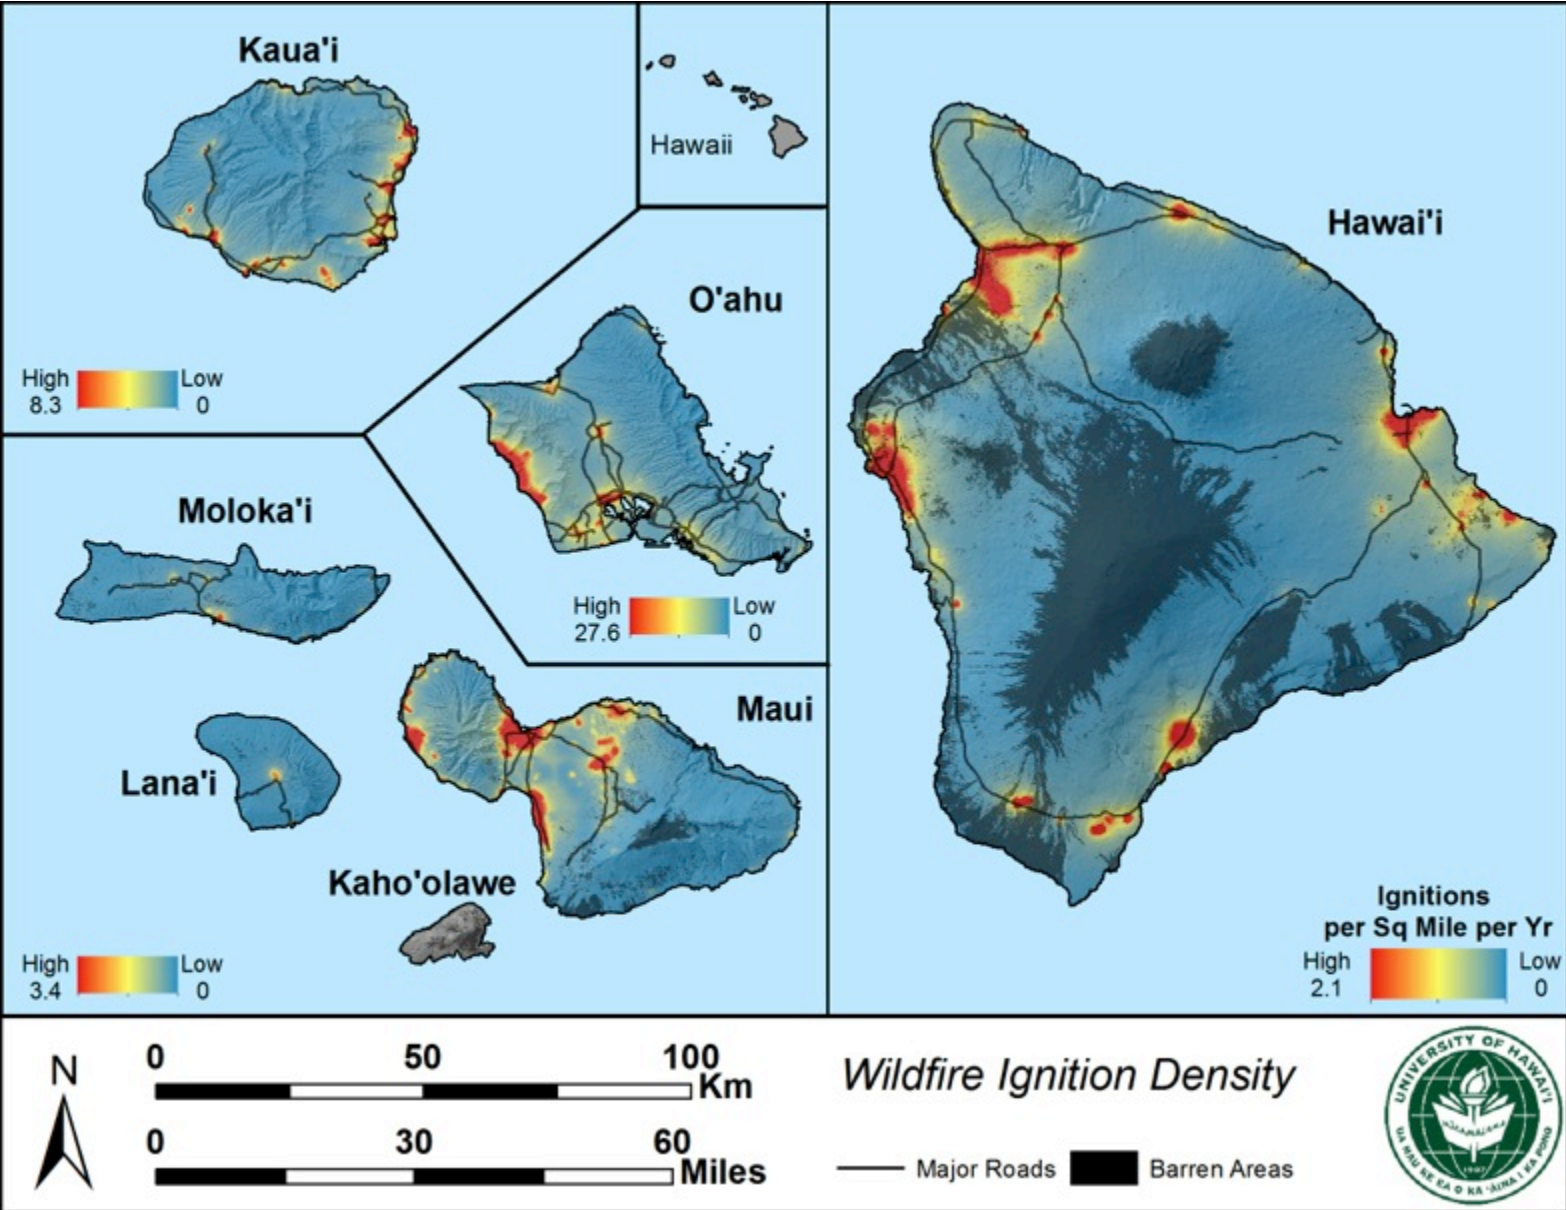 Kaua'i
High
8.3
Low
0
Hawaii
O'ahu
High
27.6
Low
0
Moloka'i
Lana'i
Maui
Kaho'olawe
High
3.4
Low
0
Hawai'i
Ignitions
per Sq Mile per Yr
High
2.1
Low
0
N
0 50 100
Km
0 30 60
Miles
Wildfire Ignition Density
Major Roads
Barren Areas
UNIVERSITY OF HAWAI'I
1907